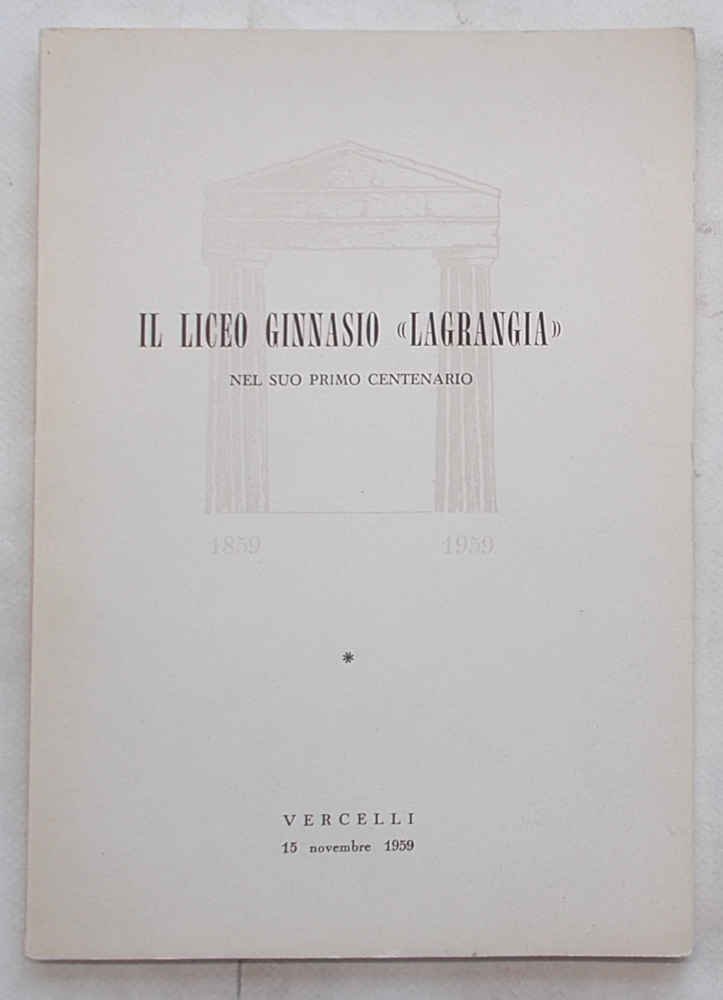 IL LICEO GINNASIO «LAGRANGIA»
NEL SUO PRIMO CENTENARIO
1859 1959
*
VERCELLI
15 novembre 1959